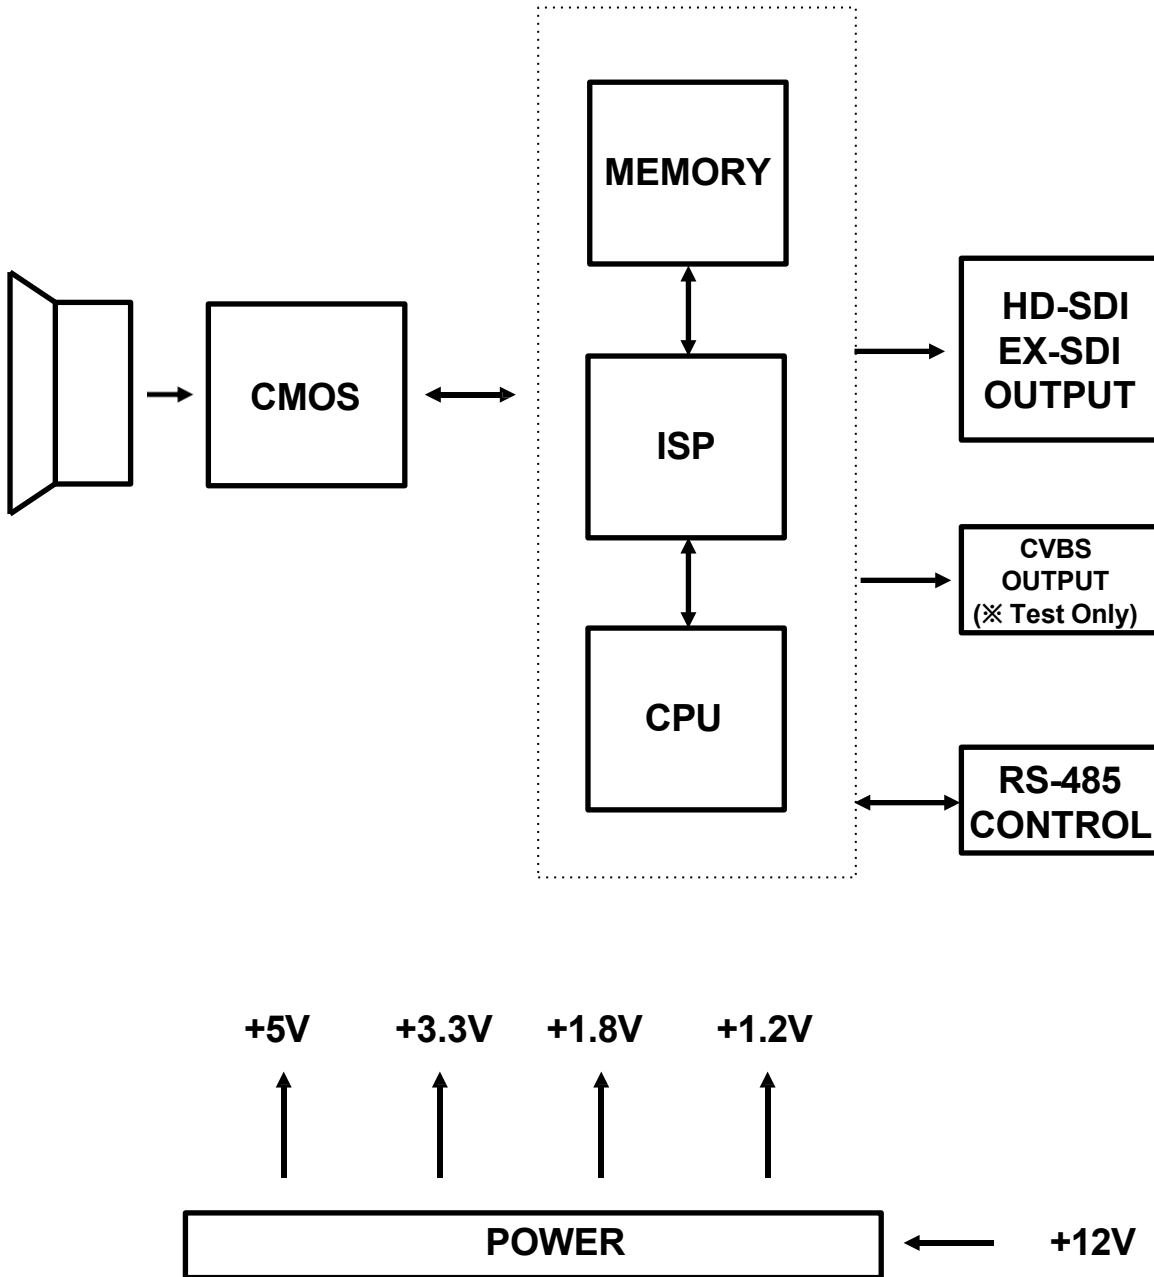 MEMORY
CMOS
ISP
CPU
HD-SDI
EX-SDI
OUTPUT
CVBS
OUTPUT
(※ Test Only)
RS-485
CONTROL
+5V
+3.3V
+1.8V
+1.2V
POWER
+12V